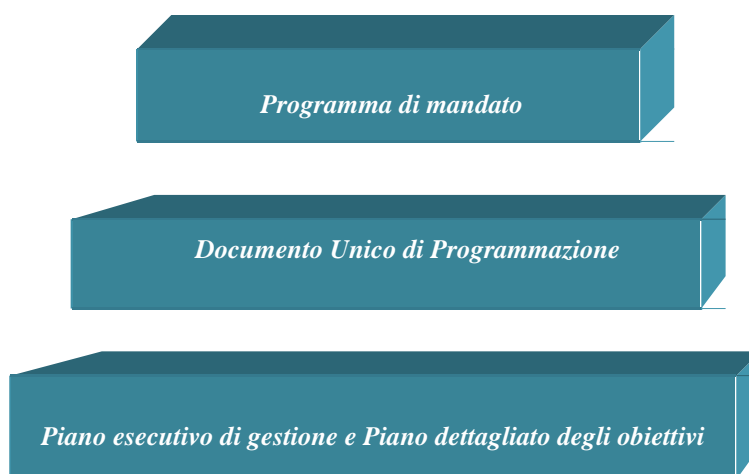 Programma di mandato
Documento Unico di Programmazione
Piano esecutivo di gestione e Piano dettagliato degli obiettivi